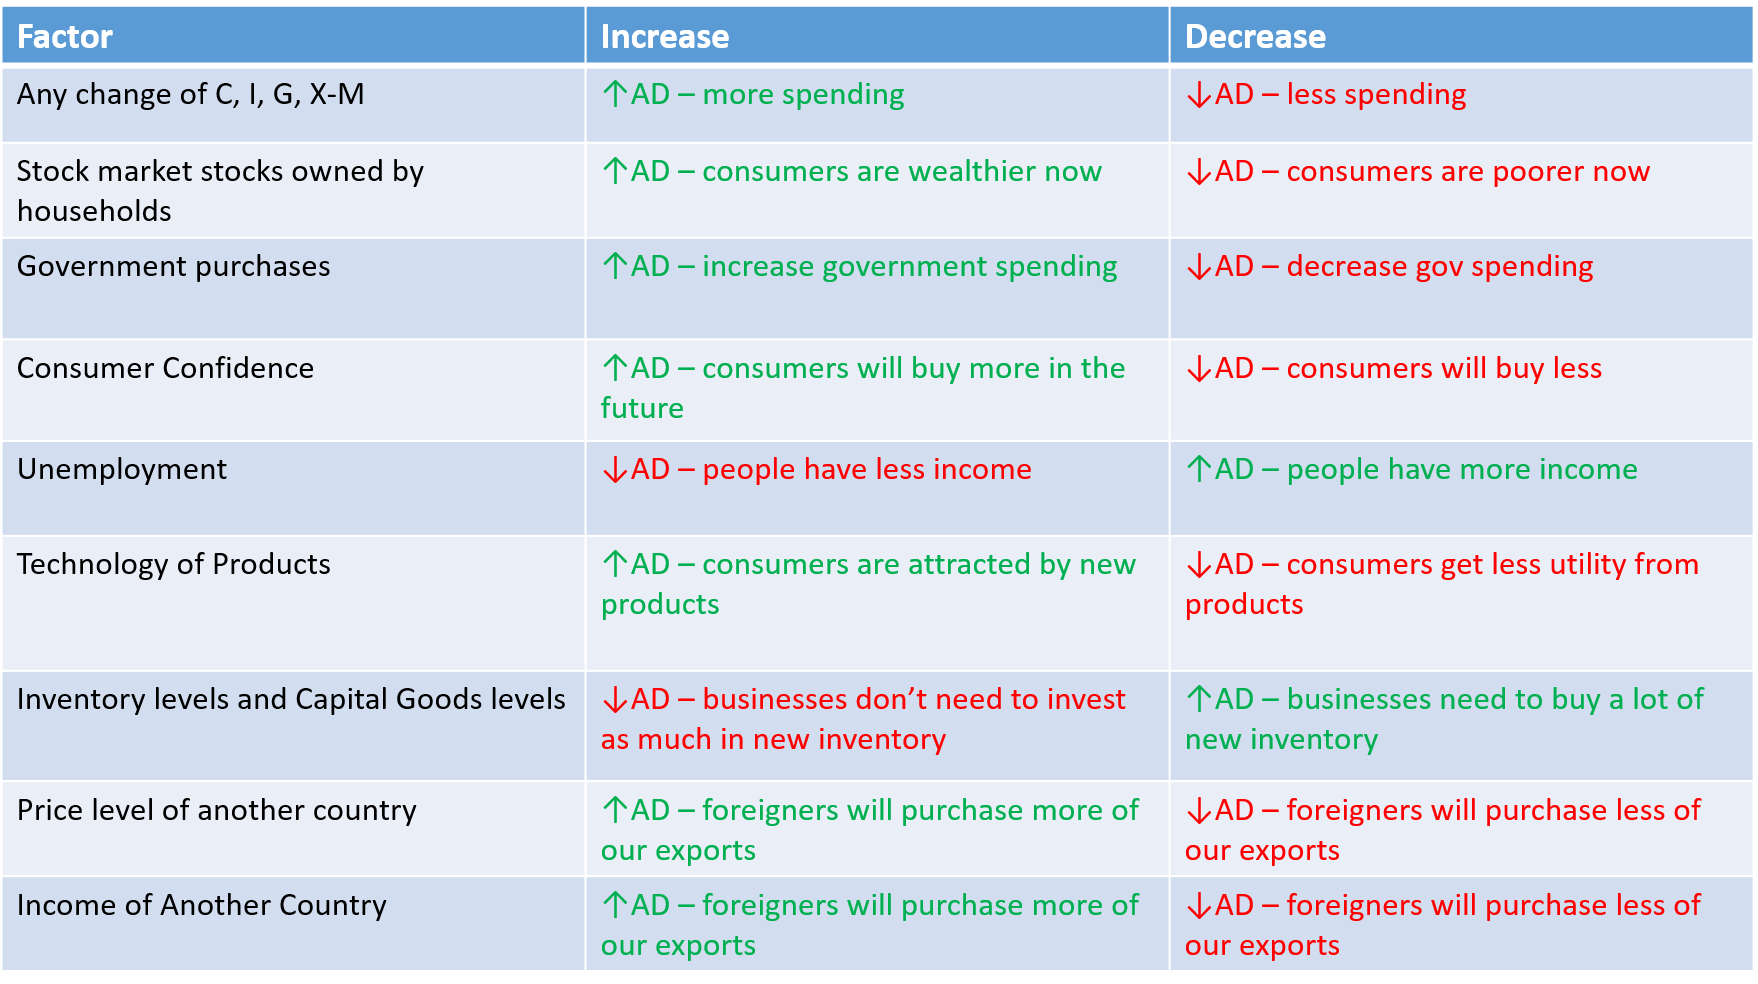 Factor Increase Decrease
Any change of C, I, G, X-M ↑AD – more spending ↓AD – less spending
Stock market stocks owned by
households
↑AD – consumers are wealthier now ↓AD – consumers are poorer now
Government purchases ↑AD – increase government spending ↓AD – decrease gov spending
Consumer Confidence
↑AD – consumers will buy more in the
future
↓AD – consumers will buy less
Unemployment ↓AD – people have less income ↑AD – people have more income
Technology of Products
↑AD – consumers are attracted by new
products
↓AD – consumers get less utility from
products
Inventory levels and Capital Goods levels
↓AD – businesses don’t need to invest
as much in new inventory
↑AD – businesses need to buy a lot of
new inventory
Price level of another country
↑AD – foreigners will purchase more of
our exports
↓AD – foreigners will purchase less of
our exports
Income of Another Country
↑AD – foreigners will purchase more of
our exports
↓AD – foreigners will purchase less of
our exports